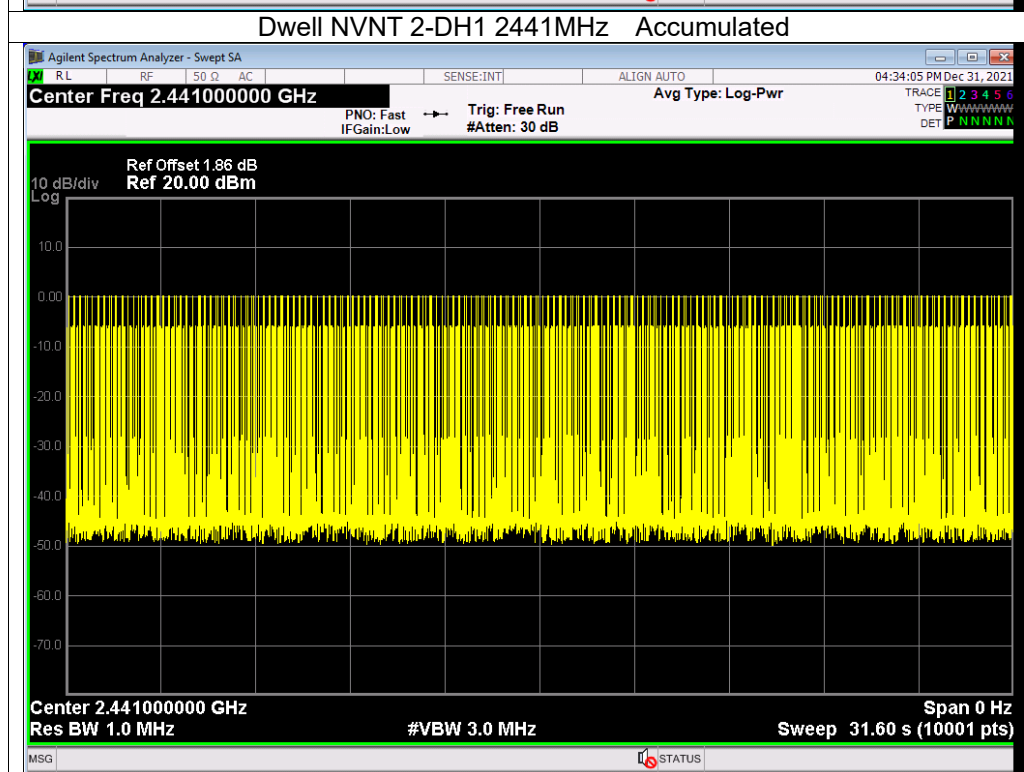 Dwell NVNT 2-DH1 2441MHz Accumulated
Agilent Spectrum Analyzer - Swept SA
LXI RL RF 50 Ω AC SENSE:INT ALIGN AUTO 04:34:05 PM Dec 31, 2021
Center Freq 2.441000000 GHz Avg Type: Log-Pwr TRACE 1 2 3 4 5 6
PNO: Fast Trig: Free Run TYPE WWWWWW
IFGain:Low #Atten: 30 dB DET P N N N N N
Ref Offset 1.86 dB
10 dB/div Ref 20.00 dBm
Log
10.0
0.00
-10.0
-20.0
-30.0
-40.0
-50.0
-60.0
-70.0
Center 2.441000000 GHz Span 0 Hz
Res BW 1.0 MHz #VBW 3.0 MHz Sweep 31.60 s (10001 pts)
MSG STATUS